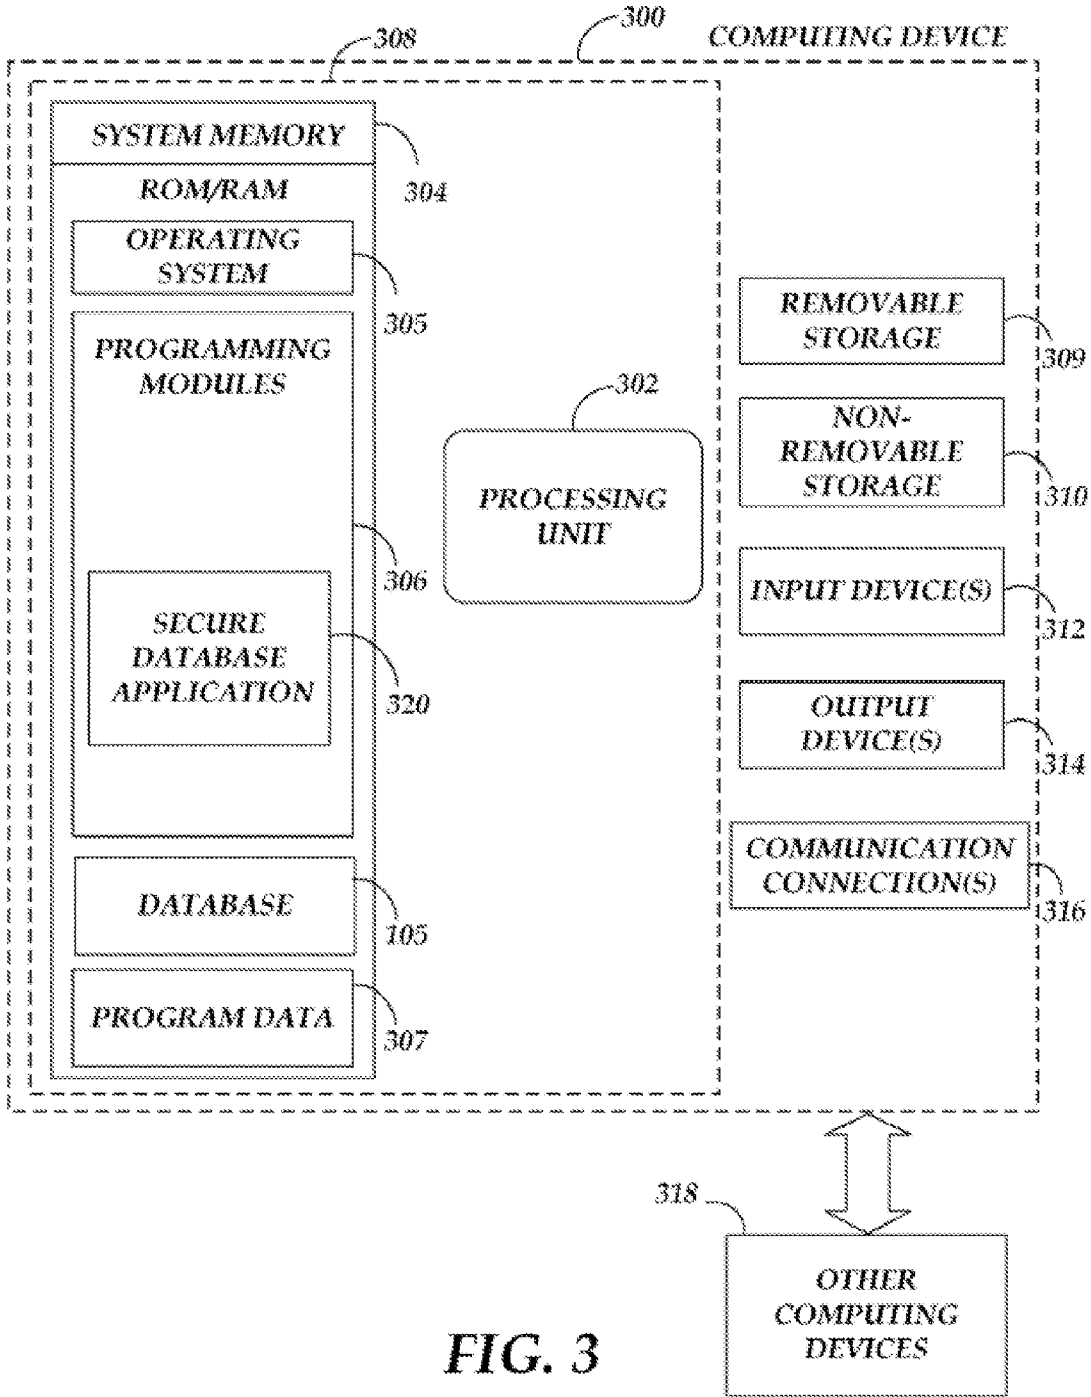 300
COMPUTING DEVICE
308
SYSTEM MEMORY
304
ROM/RAM
OPERATING
SYSTEM
305
PROGRAMMING
MODULES
306
SECURE
DATABASE
APPLICATION
320
DATABASE
105
PROGRAM DATA
307
302
PROCESSING
UNIT
REMOVABLE
STORAGE
309
NON-
REMOVABLE
STORAGE
310
INPUT DEVICE(S)
312
OUTPUT
DEVICE(S)
314
COMMUNICATION
CONNECTION(S)
316
318
OTHER
COMPUTING
DEVICES
FIG. 3